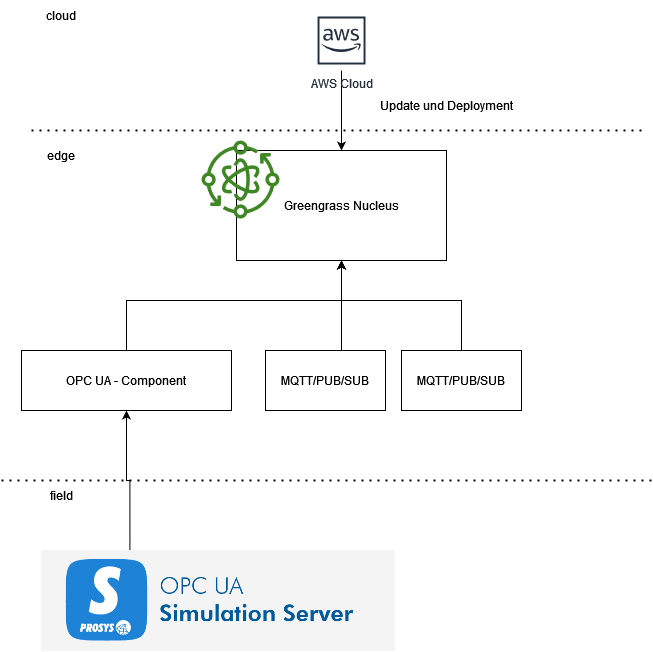 cloud
aws
AWS Cloud
Update und Deployment
edge
Greengrass Nucleus
OPC UA - Component
MQTT/PUB/SUB
MQTT/PUB/SUB
field
S
PROSYS
OPC UA
Simulation Server